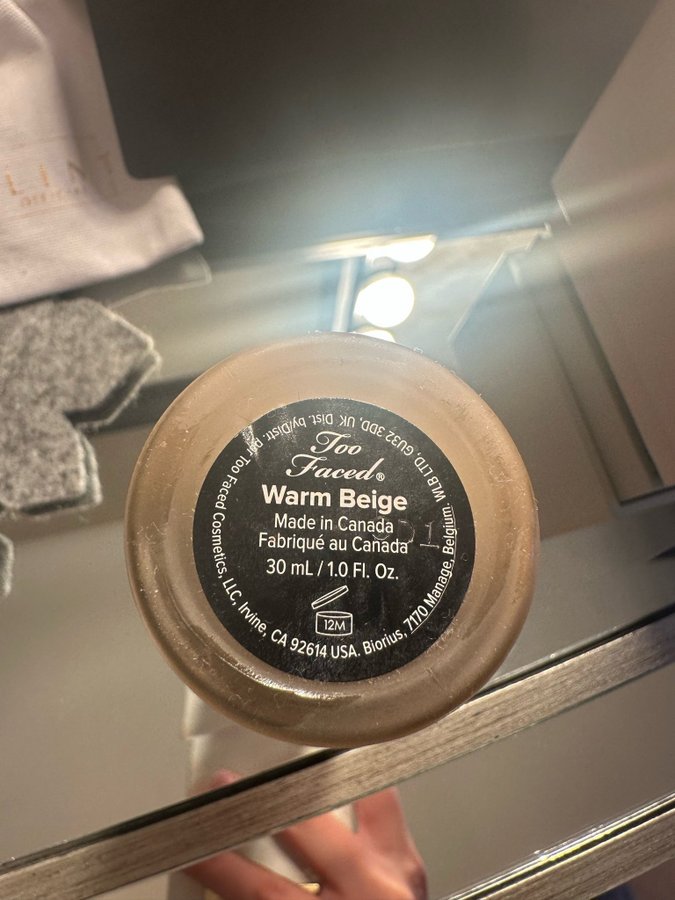 LINT
Too
Faced®
Warm Beige
Made in Canada
Fabriqué au Canada
30 mL / 1.0 Fl. Oz.
12M
Dist. by/Distr. par Too Faced Cosmetics, LLC, Irvine, CA 92614 USA. Biorius, 7170 Manage, Belgium. WLB LTD, GU32 3DD, UK